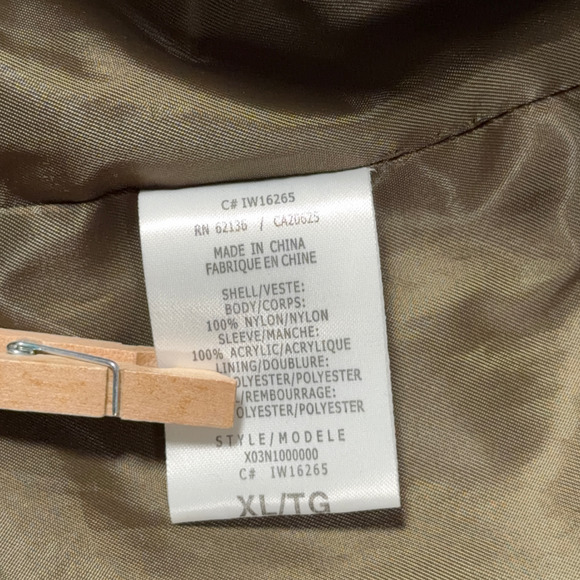 C# IW16265
RN 62136 / CA20625
MADE IN CHINA
FABRIQUE EN CHINE
SHELL/VESTE:
BODY/CORPS:
100% NYLON/NYLON
SLEEVE/MANCHE:
100% ACRYLIC/ACRYLIQUE
LINING/DOUBLURE:
POLYESTER/POLYESTER
/REMBOURRAGE:
POLYESTER/POLYESTER
STYLE/MODELE
X03N1000000
C# IW16265
XL/TG